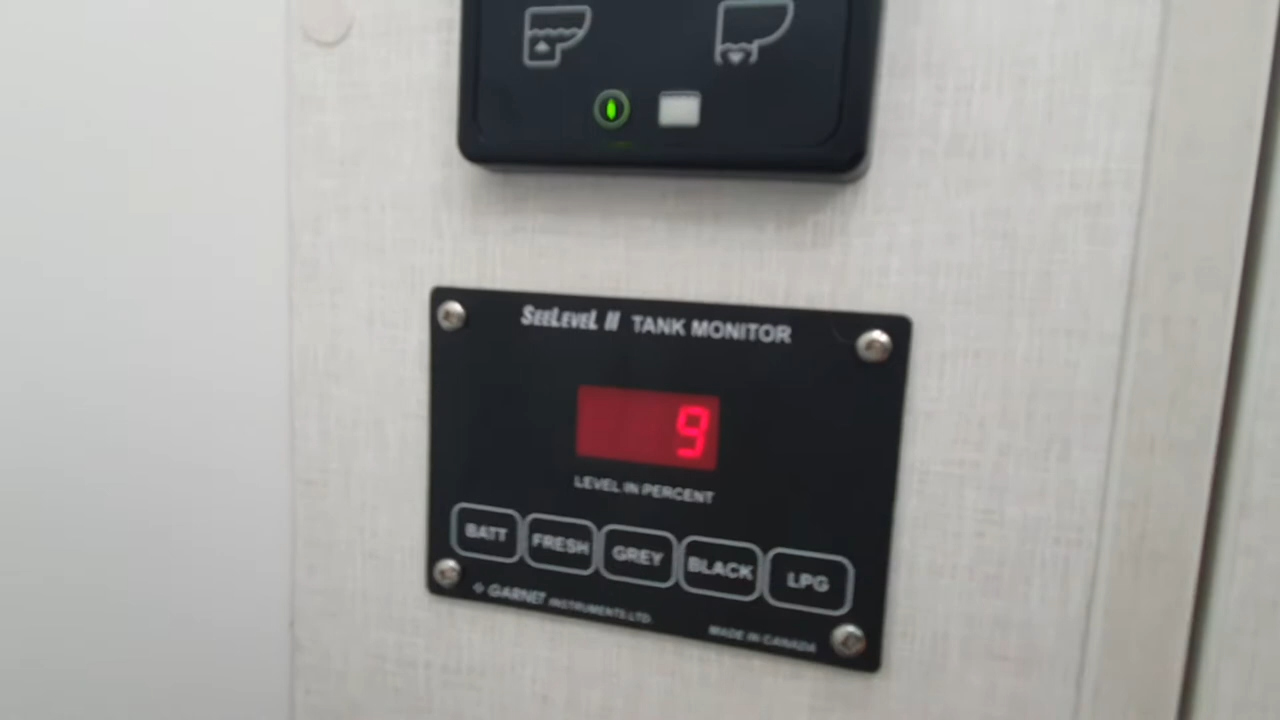 SEELEVEL II TANK MONITOR
9
LEVEL IN PERCENT
BATT FRESH GREY BLACK LPG
GARNET INSTRUMENTS LTD.
MADE IN CANADA